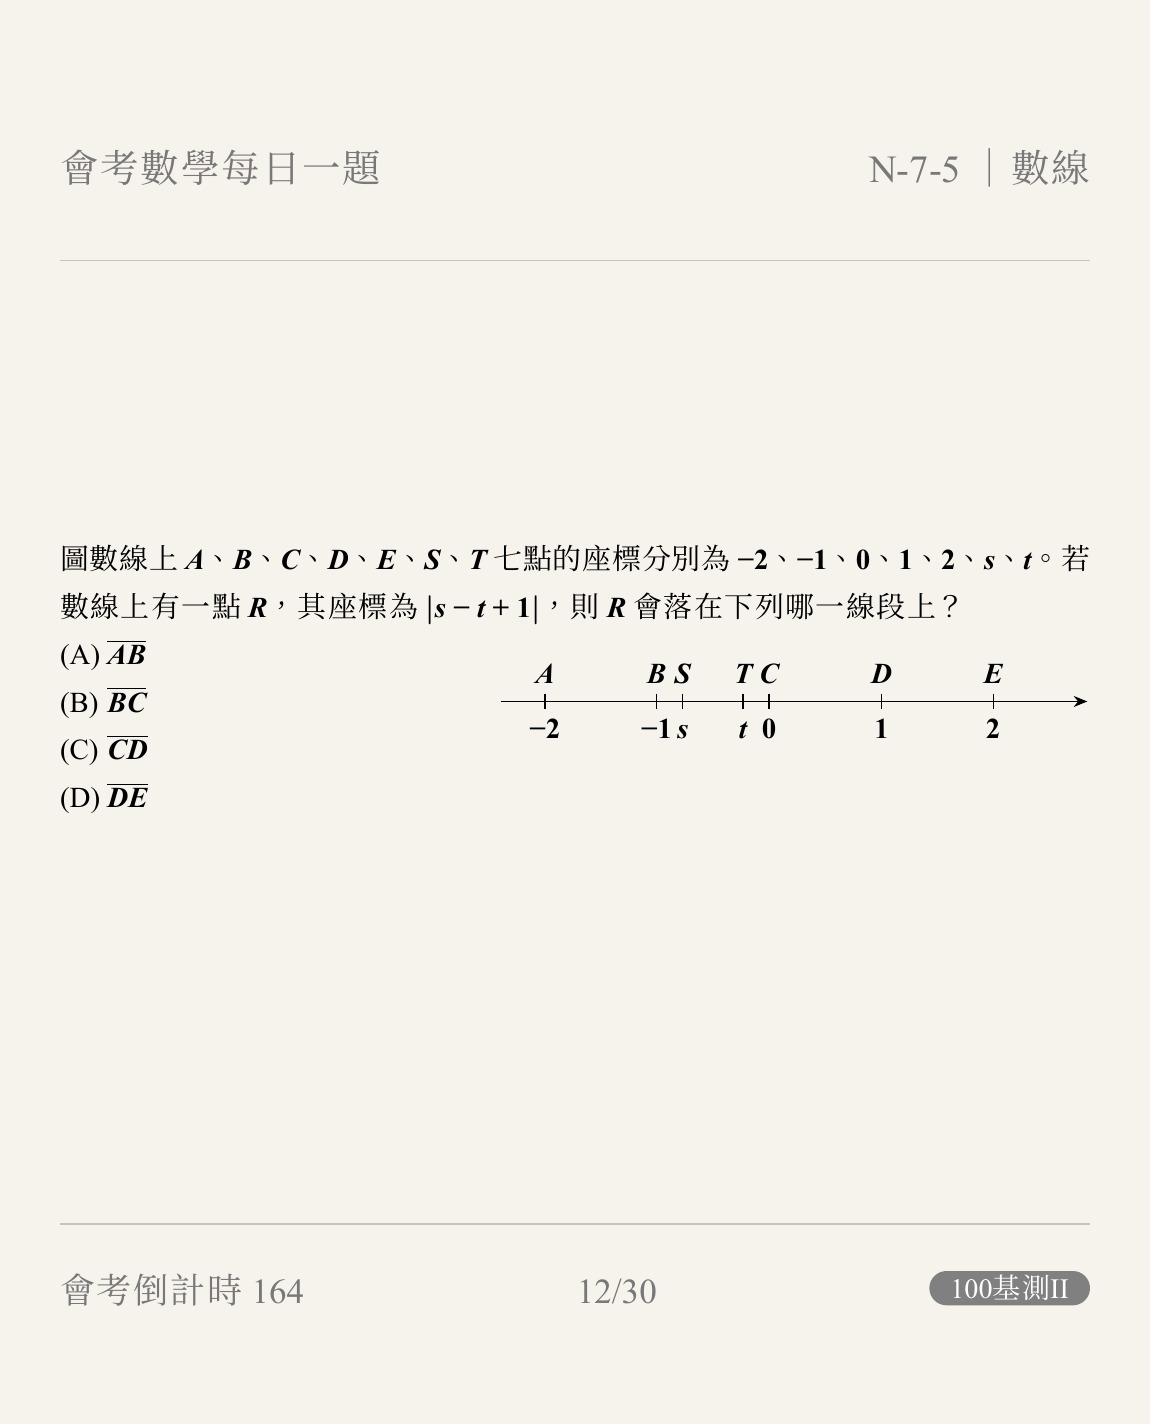 會考數學每日一題
N-7-5｜數線
圖數線上 A、B、C、D、E、S、T 七點的座標分別為 −2、−1、0、1、2、s、t。若
數線上有一點 R，其座標為 |s − t + 1|，則 R 會落在下列哪一線段上？
(A) AB
(B) BC
(C) CD
(D) DE
A B S T C D E
−2 −1 s t 0 1 2
會考倒計時 164
12/30
100基測II